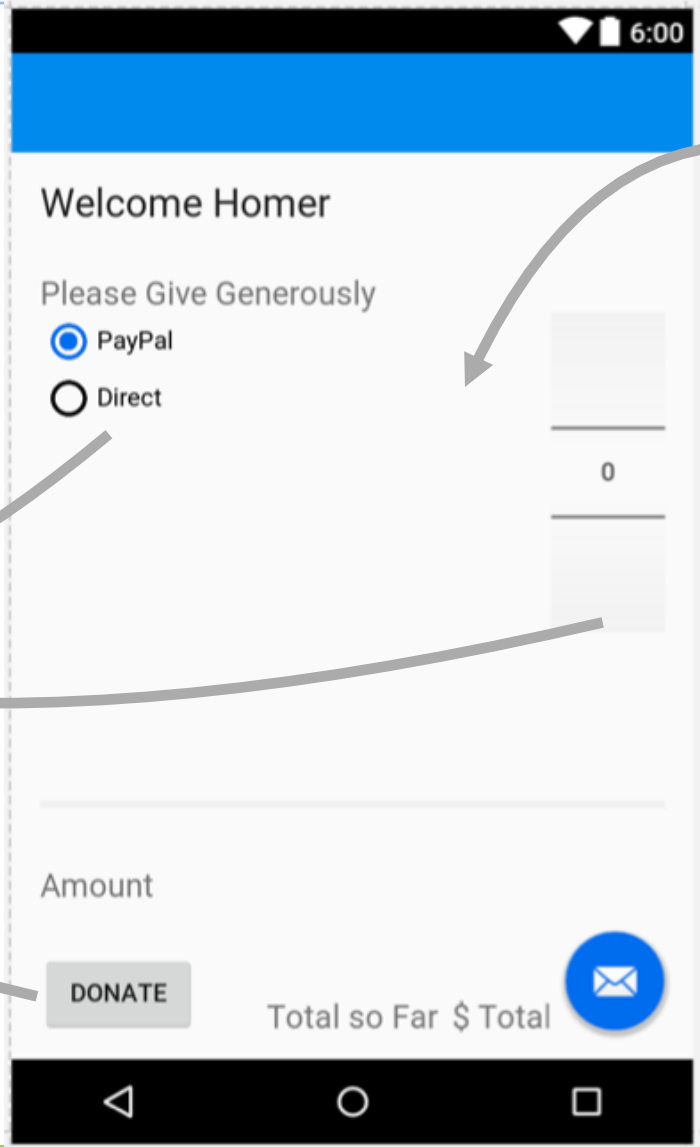 6:00
Welcome Homer
Please Give Generously
PayPal
Direct
0
Amount
DONATE
Total so Far $ Total